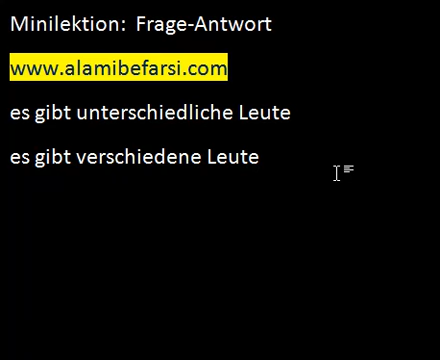 Minilektion: Frage-Antwort
www.alamibefarsi.com
es gibt unterschiedliche Leute
es gibt verschiedene Leute